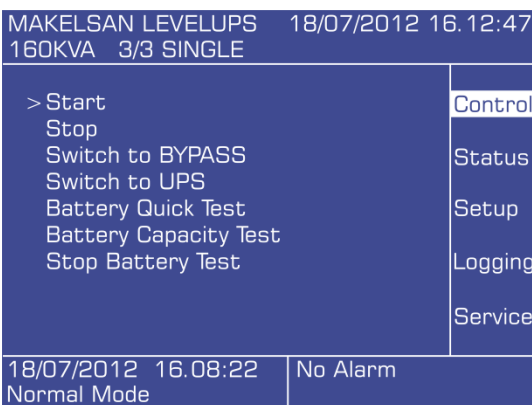 MAKELSAN LEVELUPS 18/07/2012 16.12:47
160KVA 3/3 SINGLE
>Start
Stop
Switch to BYPASS
Switch to UPS
Battery Quick Test
Battery Capacity Test
Stop Battery Test
Control
Status
Setup
Logging
Service
18/07/2012 16.08:22
Normal Mode
No Alarm